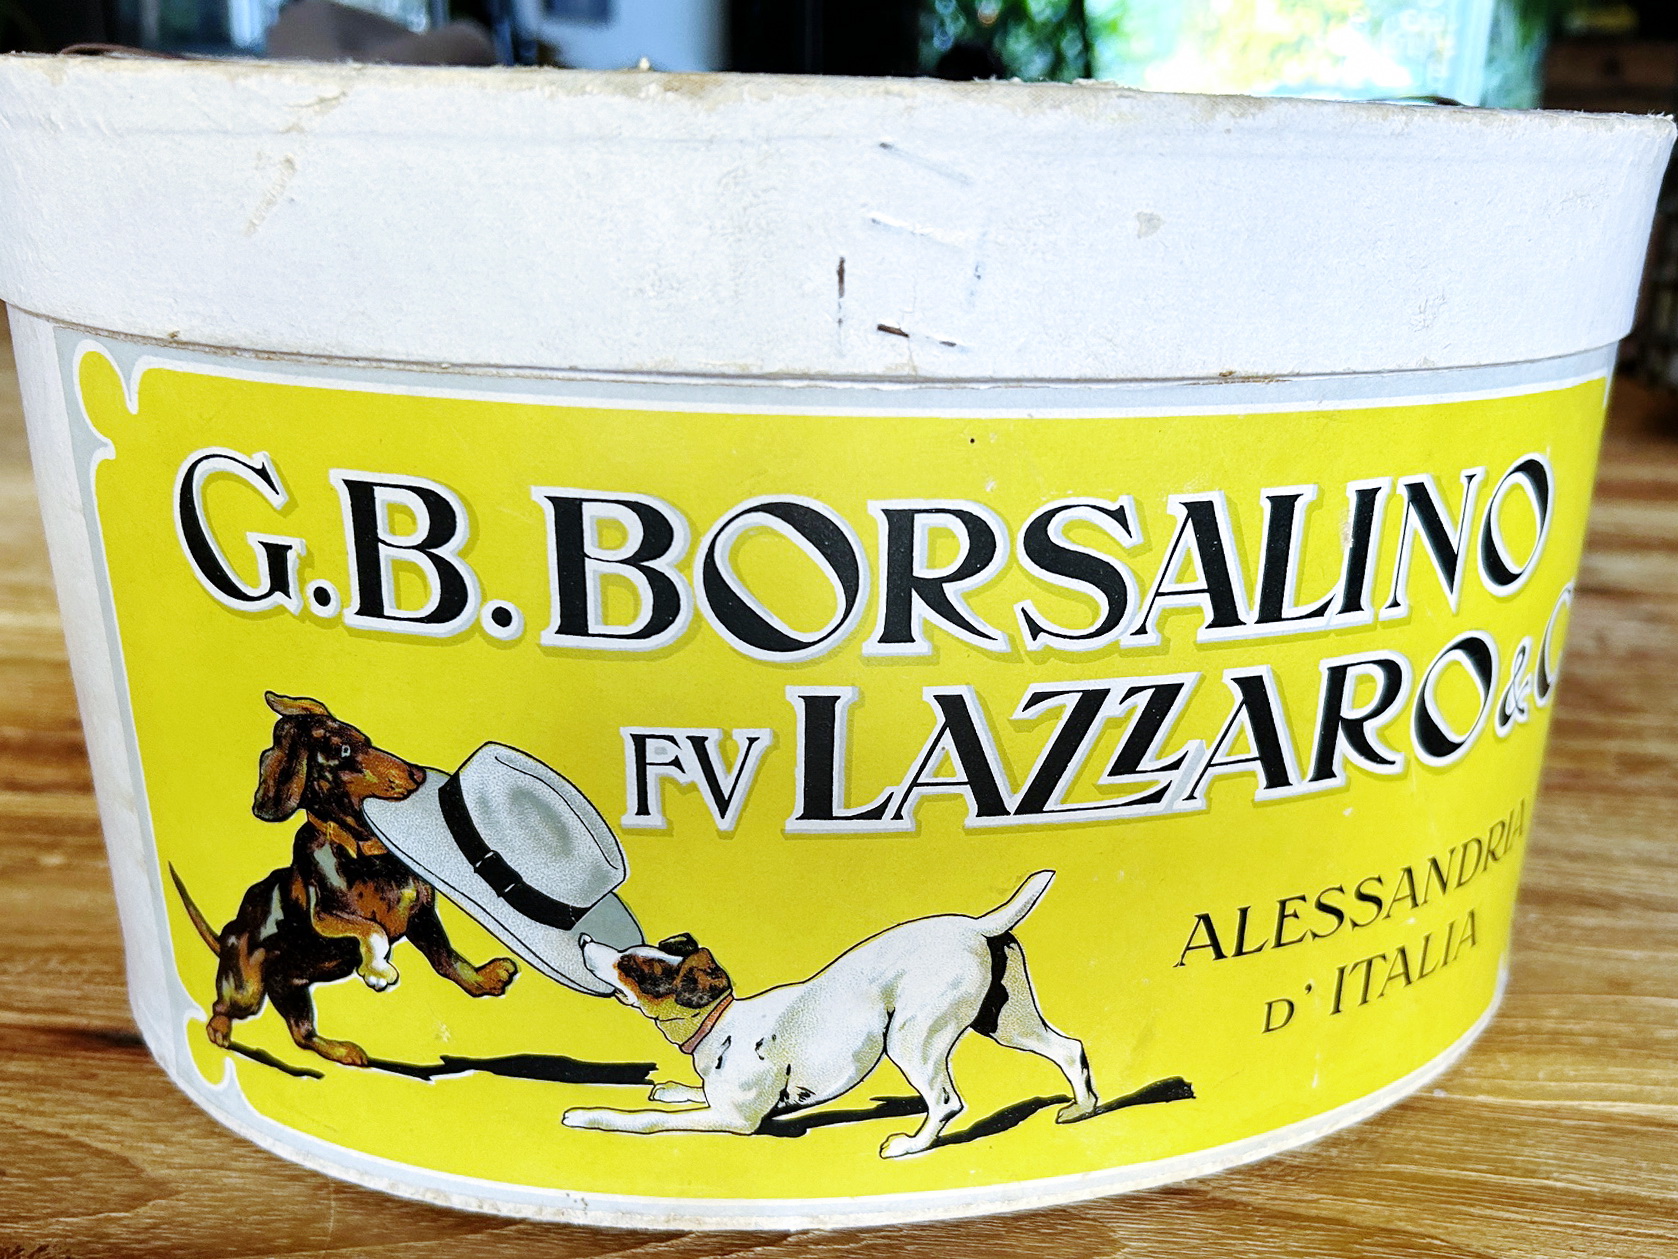 G.B. BORSALINO
FV LAZZARO &
ALESSANDRIA
D'ITALIA